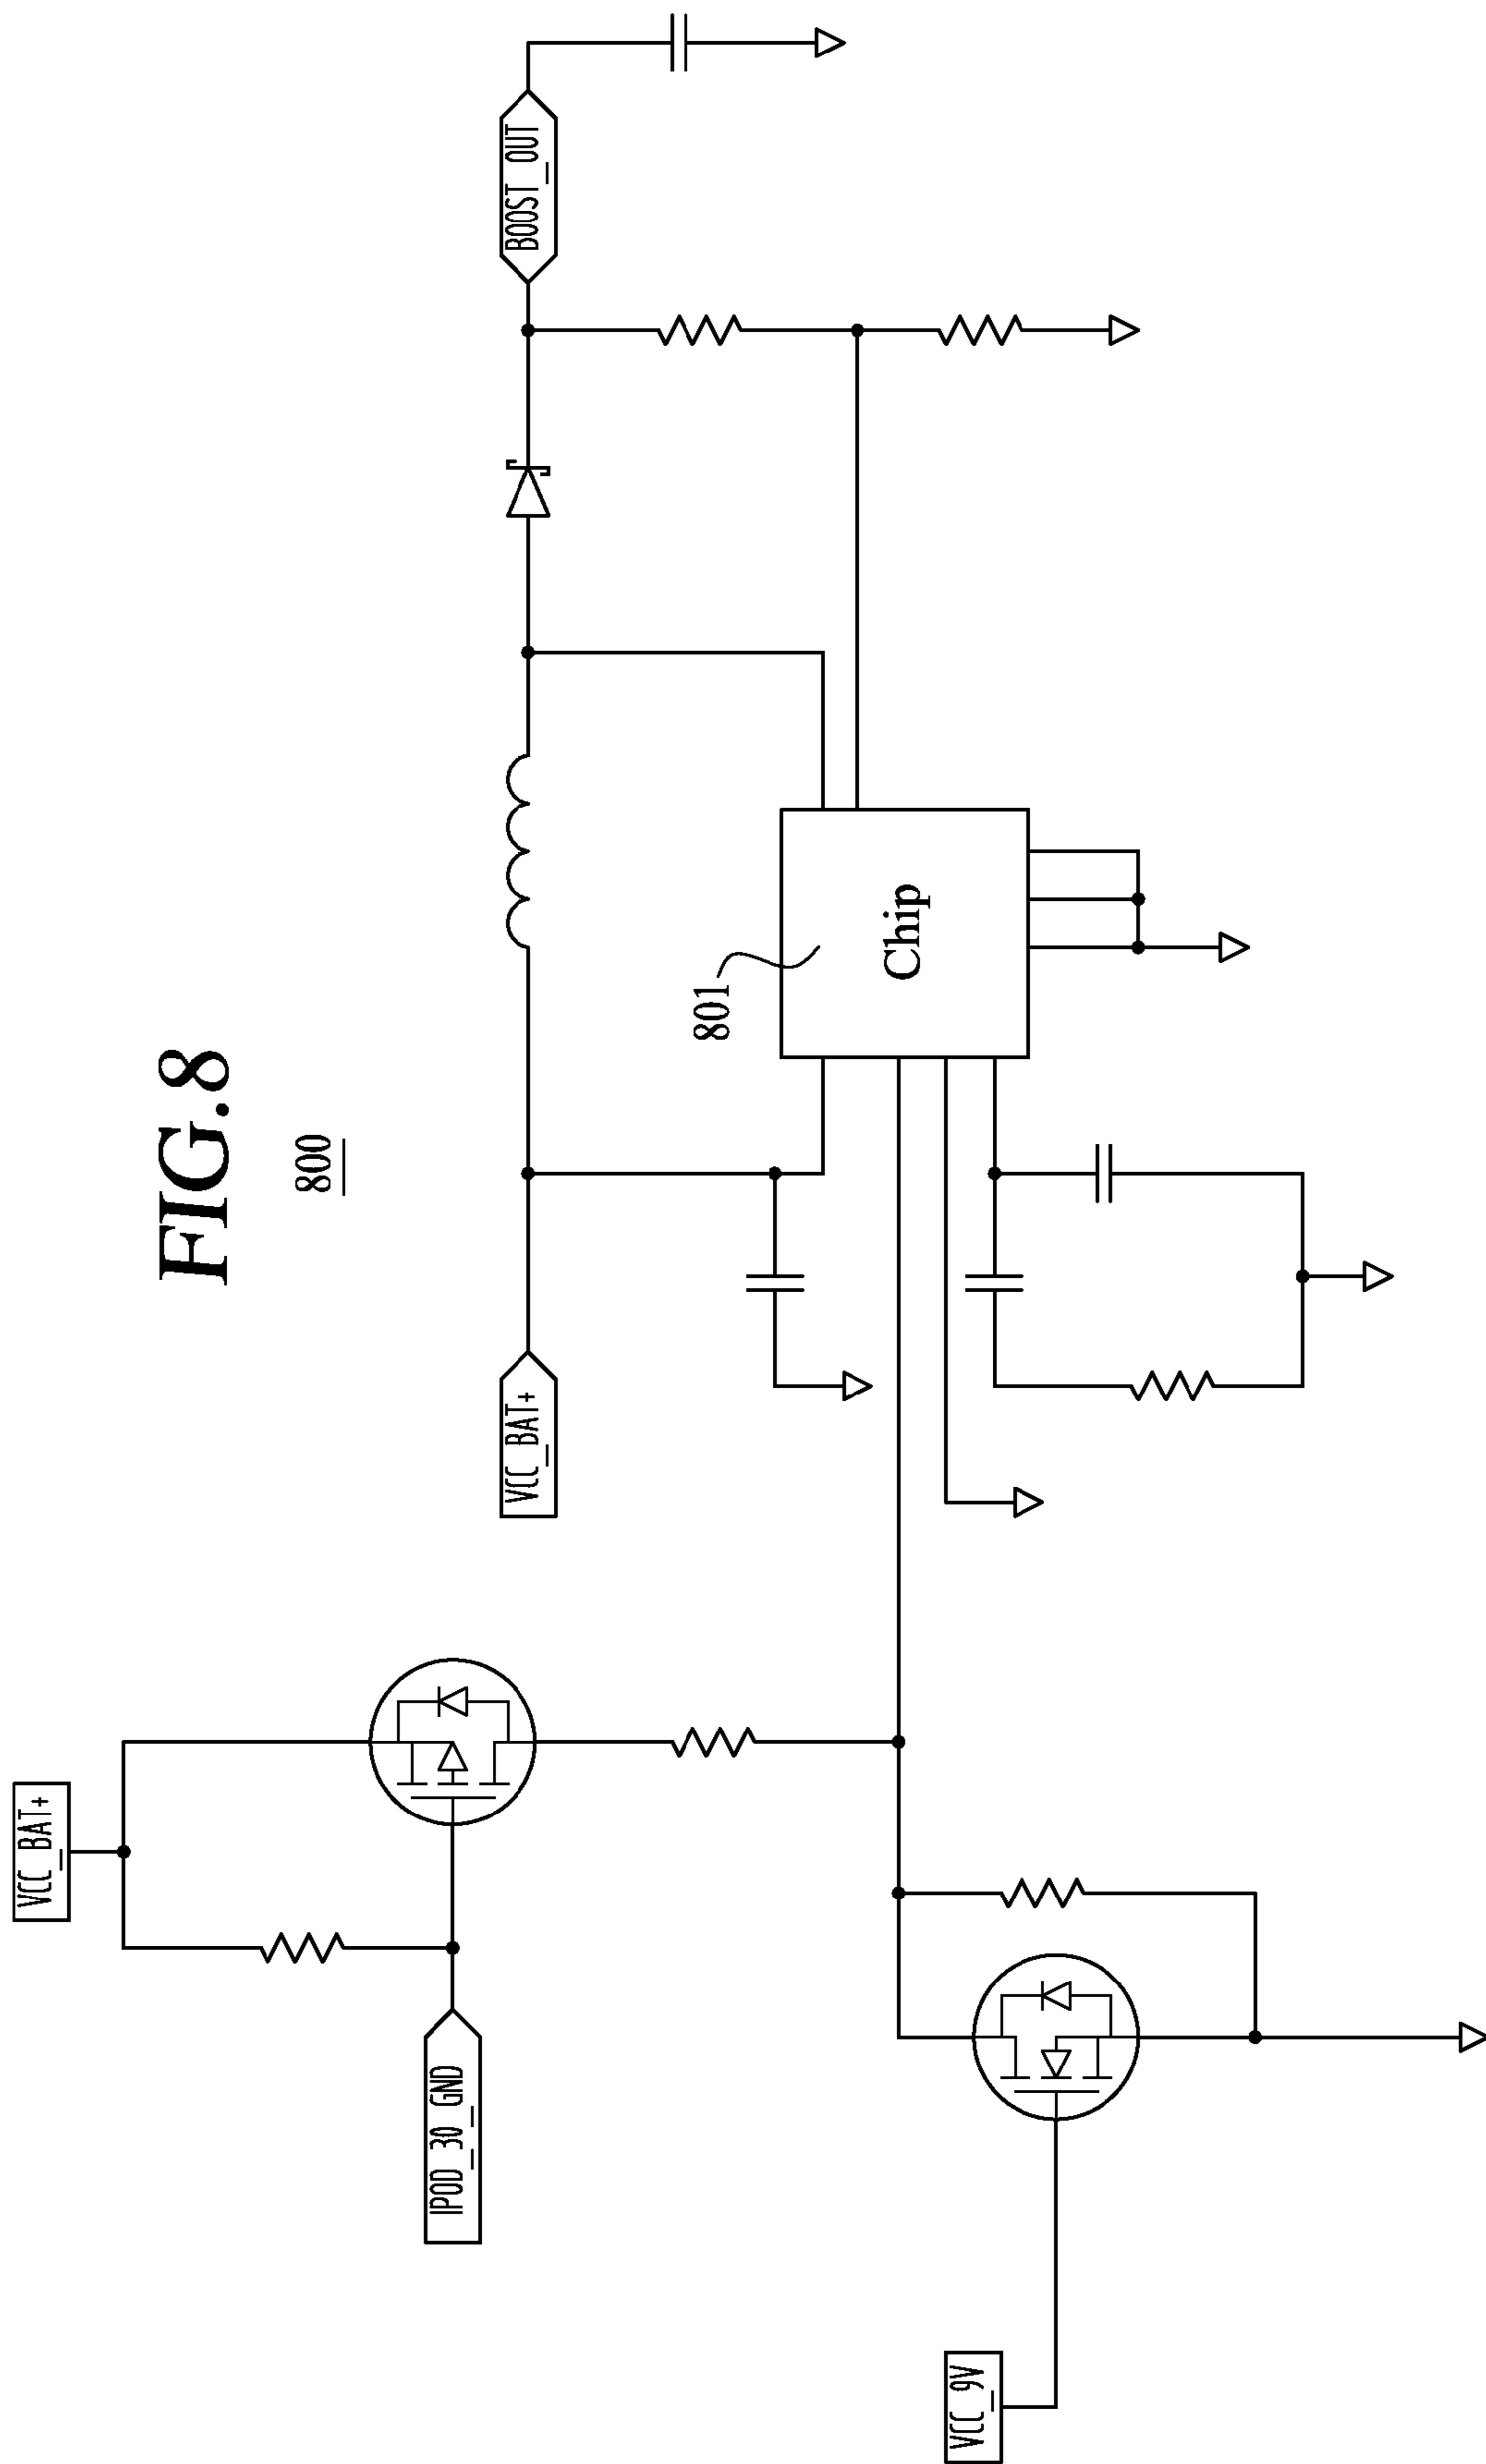 FIG.8
800
VCC_BAT+
IPOD_30_GND
VCC_9V
VCC_BAT+
BOOST_OUT
801
Chip